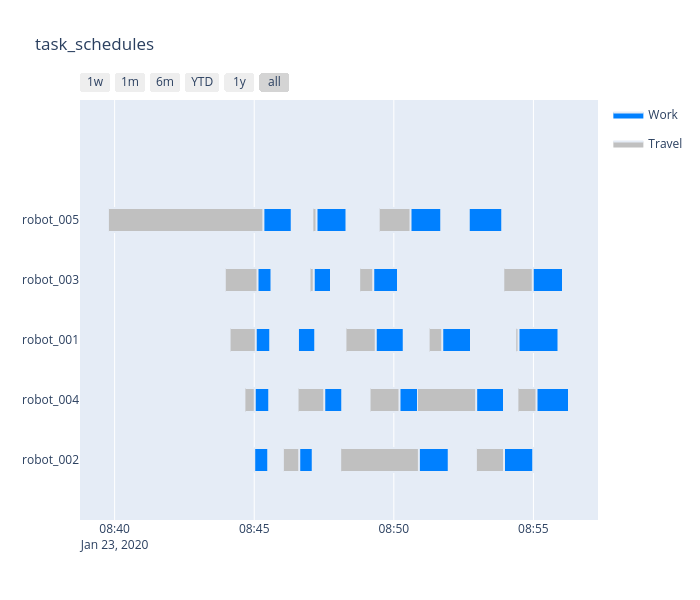 task_schedules
1w 1m 6m YTD 1y all
Work
Travel
robot_005
robot_003
robot_001
robot_004
robot_002
08:40 08:45 08:50 08:55
Jan 23, 2020